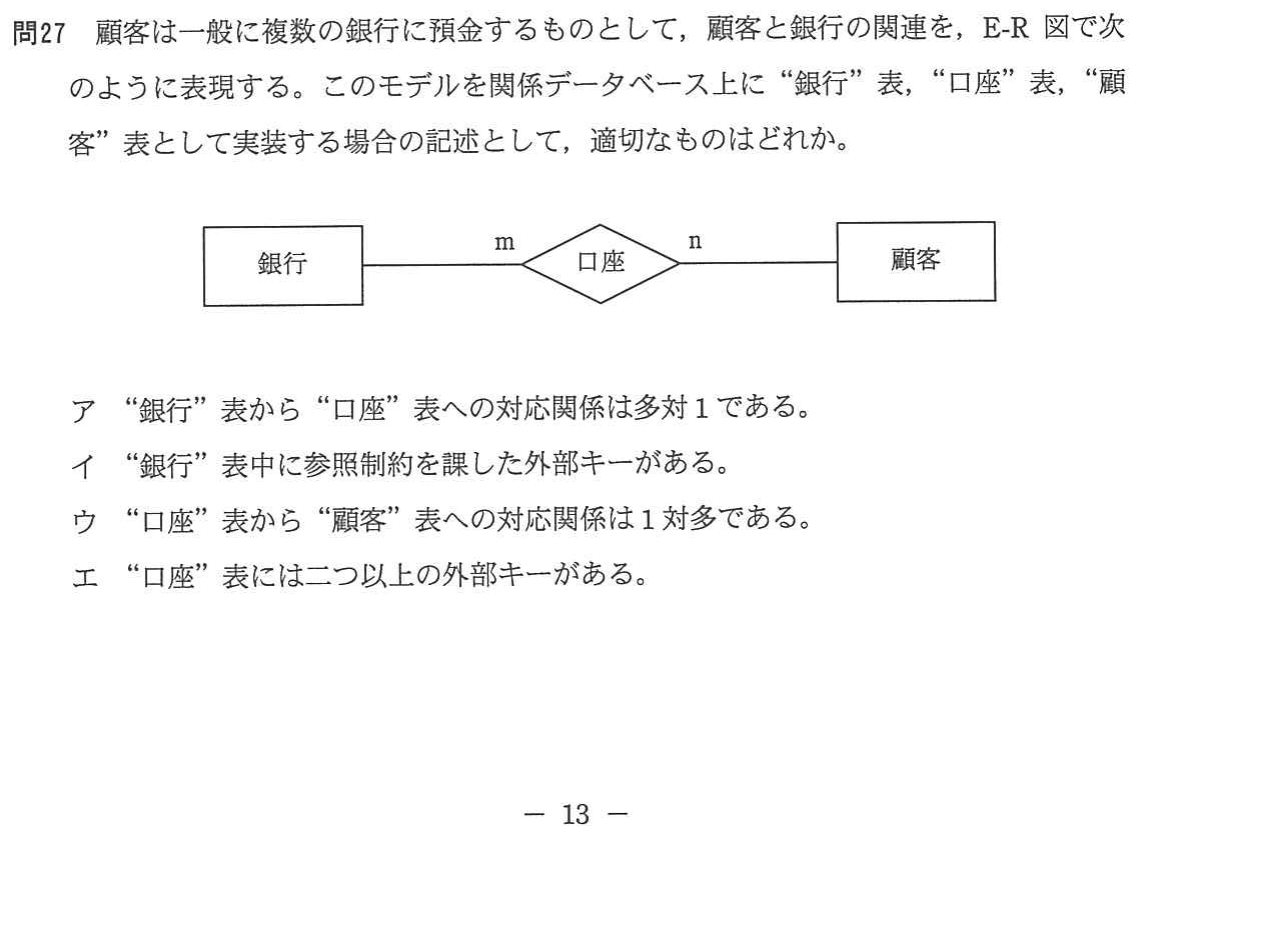 問27 顧客は一般に複数の銀行に預金するものとして，顧客と銀行の関連を，E-R 図で次
のように表現する。このモデルを関係データベース上に“銀行”表，“口座”表，“顧
客”表として実装する場合の記述として，適切なものはどれか。
銀行 m 口座 n 顧客
ア “銀行”表から“口座”表への対応関係は多対１である。
イ “銀行”表中に参照制約を課した外部キーがある。
ウ “口座”表から“顧客”表への対応関係は１対多である。
エ “口座”表には二つ以上の外部キーがある。
－ 13 －